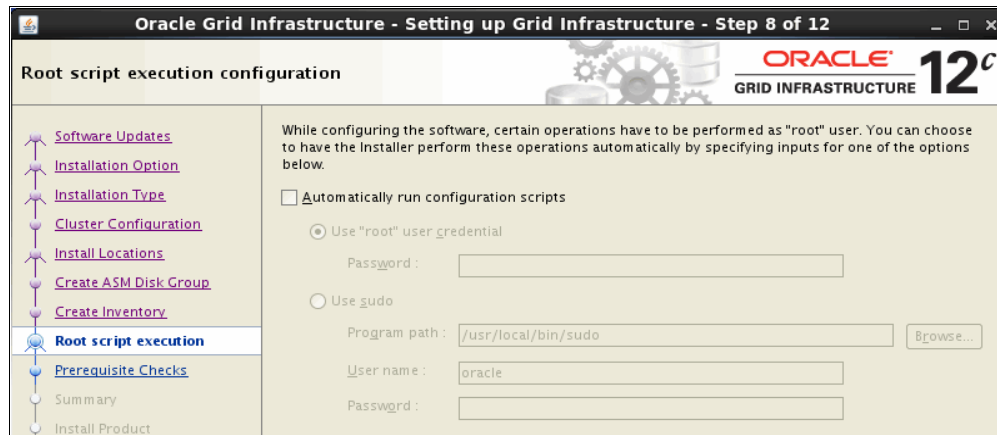 Oracle Grid Infrastructure - Setting up Grid Infrastructure - Step 8 of 12
Root script execution configuration
ORACLE®
GRID INFRASTRUCTURE
12c
Software Updates
Installation Option
Installation Type
Cluster Configuration
Install Locations
Create ASM Disk Group
Create Inventory
Root script execution
Prerequisite Checks
Summary
Install Product
While configuring the software, certain operations have to be performed as "root" user. You can choose
to have the Installer perform these operations automatically by specifying inputs for one of the options
below.
Automatically run configuration scripts
Use "root" user credential
Password :
Use sudo
Program path : /usr/local/bin/sudo Browse...
User name : oracle
Password :